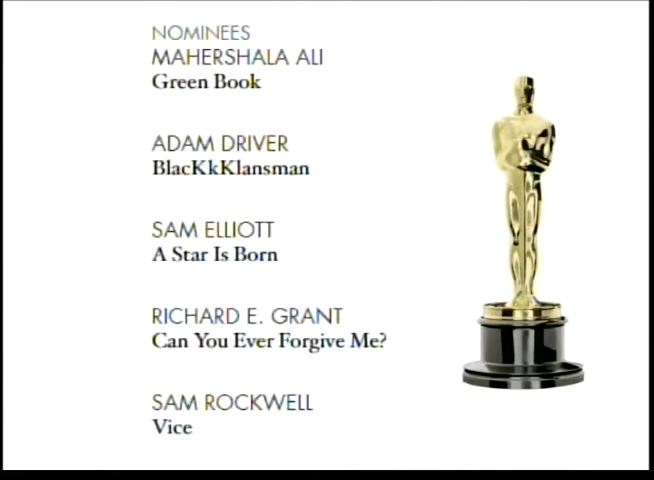 NOMINEES
MAHERSHALA ALI
Green Book
ADAM DRIVER
BlacKkKlansman
SAM ELLIOTT
A Star Is Born
RICHARD E. GRANT
Can You Ever Forgive Me?
SAM ROCKWELL
Vice